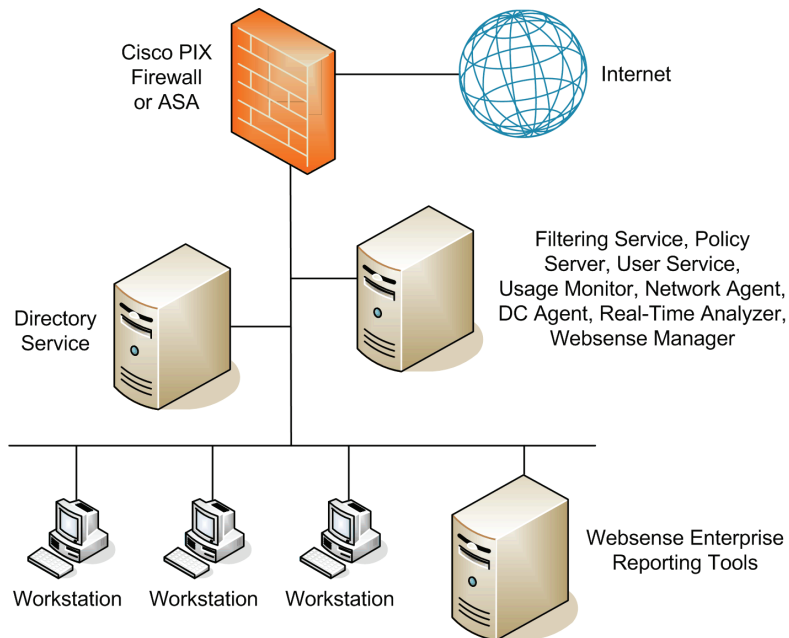 Cisco PIX
Firewall
or ASA
Internet
Filtering Service, Policy
Server, User Service,
Usage Monitor, Network Agent,
DC Agent, Real-Time Analyzer,
Websense Manager
Directory
Service
Websense Enterprise
Reporting Tools
Workstation
Workstation
Workstation